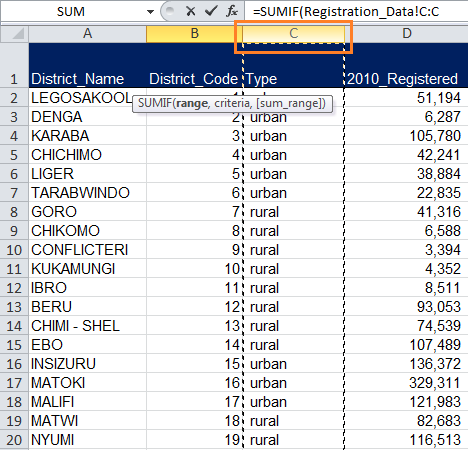 SUM =SUMIF(Registration_Data!C:C
A B C D
1 District_Name District_Code Type 2010_Registered
2 LEGOSAKOOL 51,194
SUMIF(range, criteria, [sum_range])
3 DENGA 2 urban 6,287
4 KARABA 3 urban 105,780
5 CHICHIMO 4 urban 42,241
6 LIGER 5 urban 38,884
7 TARABWINDO 6 urban 22,835
8 GORO 7 rural 41,316
9 CHIKOMO 8 rural 6,588
10 CONFLICTERI 9 rural 3,394
11 KUKAMUNGI 10 rural 4,352
12 IBRO 11 rural 8,511
13 BERU 12 rural 93,053
14 CHIMI - SHEL 13 rural 74,539
15 EBO 14 rural 107,489
16 INSIZURU 15 urban 136,372
17 MATOKI 16 urban 329,311
18 MALIFI 17 urban 121,983
19 MATWI 18 rural 82,683
20 NYUMI 19 rural 116,513